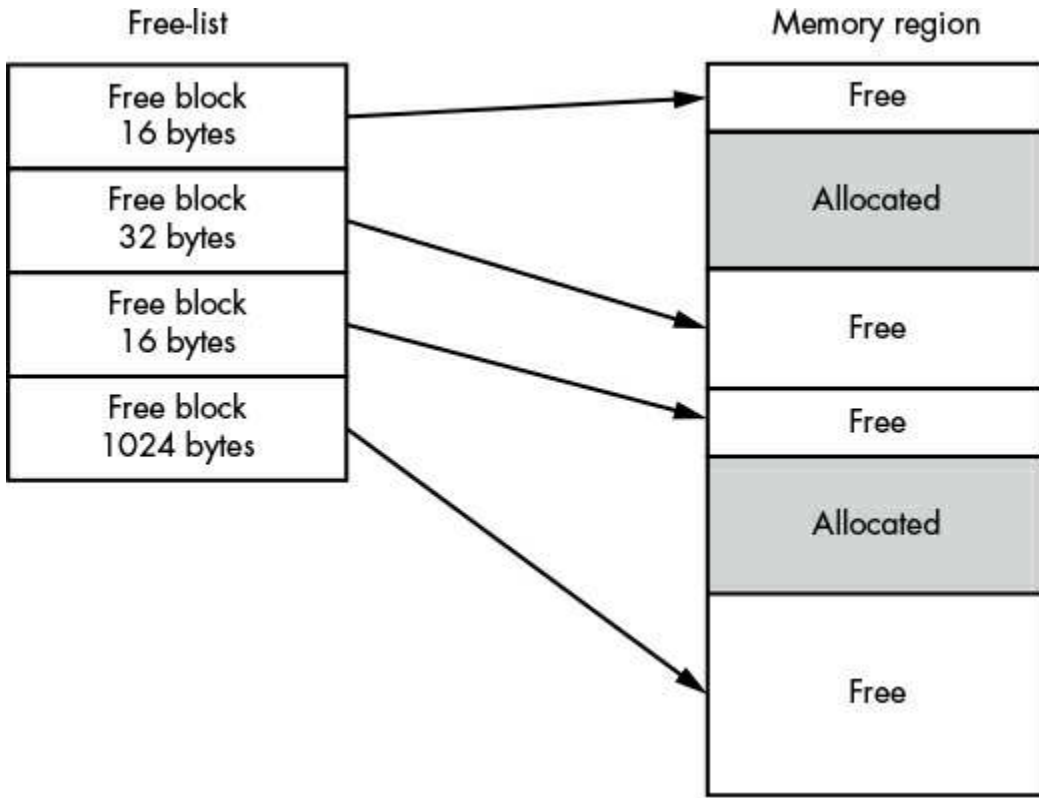 Free-list
Free block
16 bytes
Free block
32 bytes
Free block
16 bytes
Free block
1024 bytes
Memory region
Free
Allocated
Free
Free
Allocated
Free